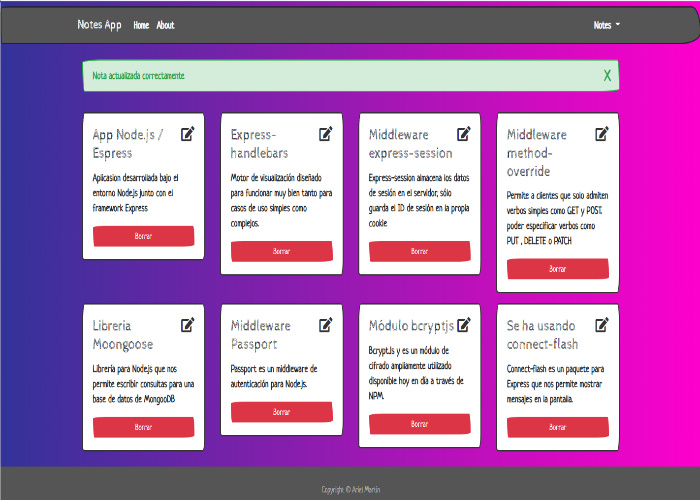 Notes App Home About Notes
Nota actualizada correctamente X
App Node.js /
Espress
Aplicasion desarrollada bajo el
entorno Node.js junto con el
framework Express
Borrar
Express-
handlebars
Motor de visualización diseñado
para funcionar muy bien tanto para
casos de uso simples como
complejos.
Borrar
Middleware
express-session
Express-session almacena los datos
de sesión en el servidor, sólo
guarda el ID de sesión en la propia
cookie
Borrar
Middleware
method-
override
Permite a clientes que solo admiten
verbos simples como GET y POST,
poder especificar verbos como
PUT , DELETE o PATCH
Borrar
Libreria
Moongoose
Librería para Node.js que nos
permite escribir consultas para una
base de datos de MongooDB
Borrar
Middleware
Passport
Passport es un middleware de
autenticación para Node.js.
Borrar
Módulo bcryptjs
BcryptJs y es un módulo de
cifrado ampliamente utilizado
disponible hoy en día a través de
NPM.
Borrar
Se ha usando
connect-flash
Connect-flash es un paquete para
Express que nos permite mostrar
mensajes en la pantalla.
Borrar
Copyright © Ariel Martín